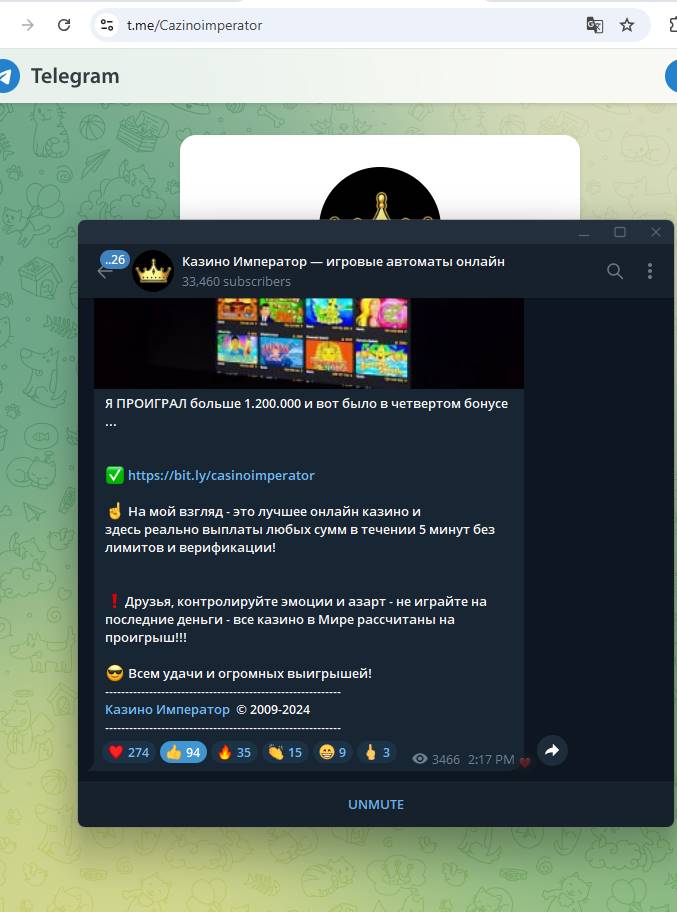 t.me/Cazinoimperator
Telegram
..26
Казино Император — игровые автоматы онлайн
33,460 subscribers
Я ПРОИГРАЛ больше 1.200.000 и вот было в четвертом бонусе
...
✅ https://bit.ly/casinoimperator
☝ На мой взгляд - это лучшее онлайн казино и
здесь реально выплаты любых сумм в течении 5 минут без
лимитов и верификации!
❗ Друзья, контролируйте эмоции и азарт - не играйте на
последние деньги - все казино в Мире рассчитаны на
проигрыш!!!
😎 Всем удачи и огромных выигрышей!
-----------------------------------------------------------
Казино Император © 2009-2024
-----------------------------------------------------------
❤ 274 👍 94 🔥 35 👏 15 😁 9 🖕 3 3466 2:17 PM
UNMUTE